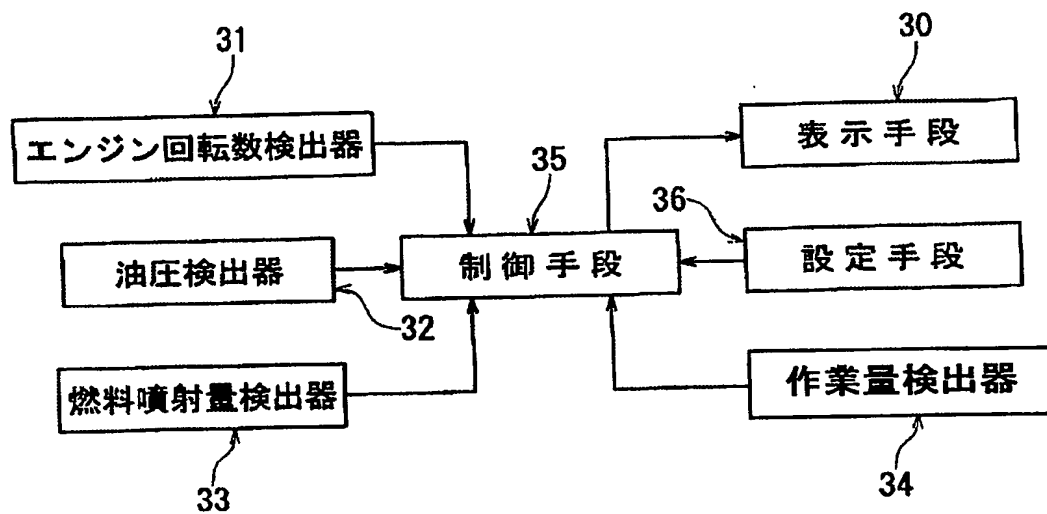 31
エンジン回転数検出器
30
表示手段
35
36
油圧検出器
制御手段
設定手段
32
燃料噴射量検出器
作業量検出器
33
34